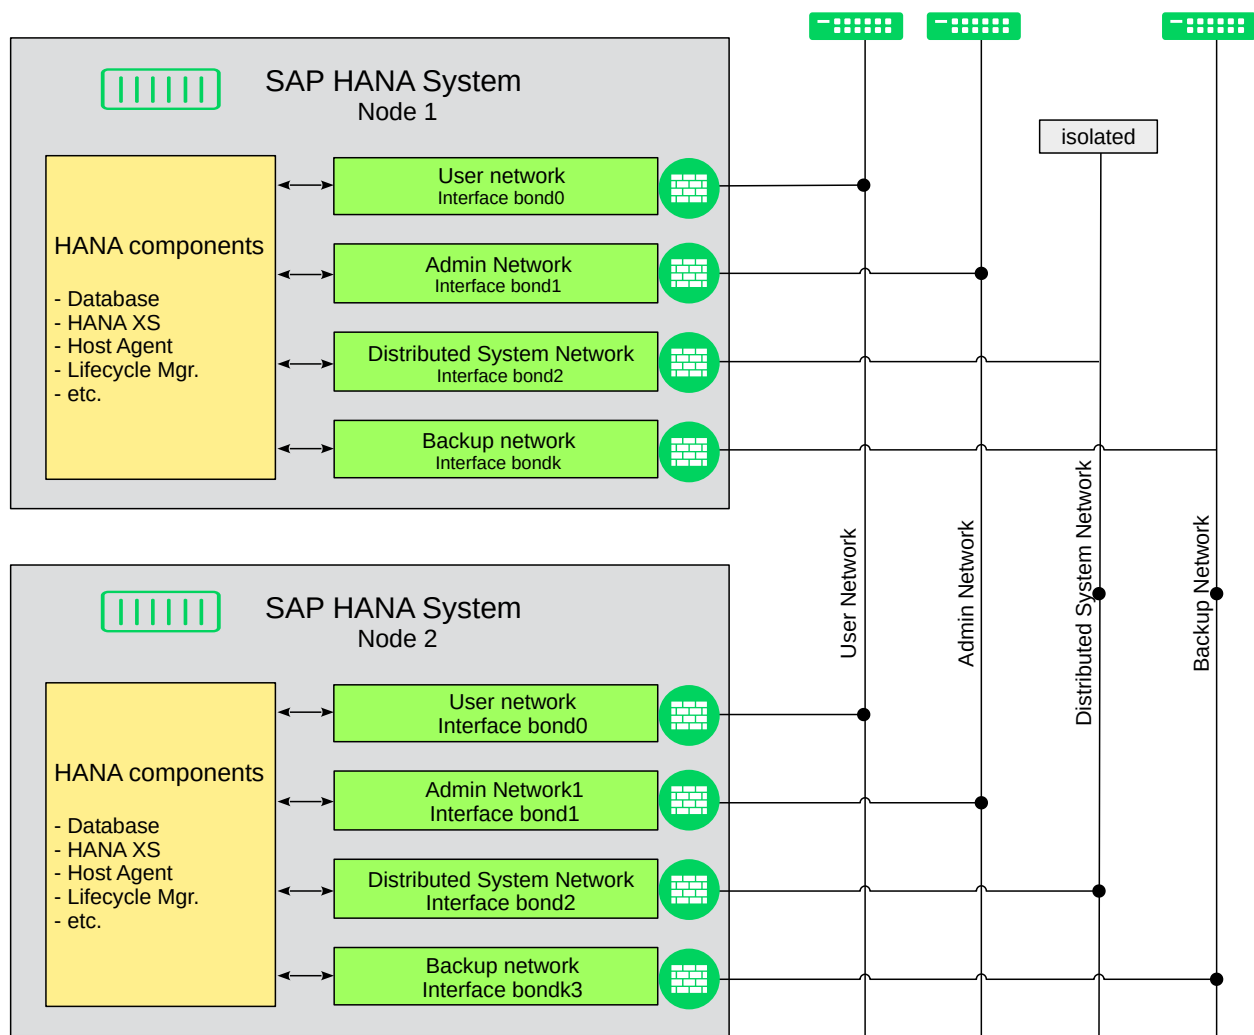 SAP HANA System
Node 1
isolated
HANA components
- Database
- HANA XS
- Host Agent
- Lifecycle Mgr.
- etc.
User network
Interface bond0
Admin Network
Interface bond1
Distributed System Network
Interface bond2
Backup network
Interface bondk
User Network
Admin Network
Distributed System Network
Backup Network
SAP HANA System
Node 2
HANA components
- Database
- HANA XS
- Host Agent
- Lifecycle Mgr.
- etc.
User network
Interface bond0
Admin Network1
Interface bond1
Distributed System Network
Interface bond2
Backup network
Interface bondk3